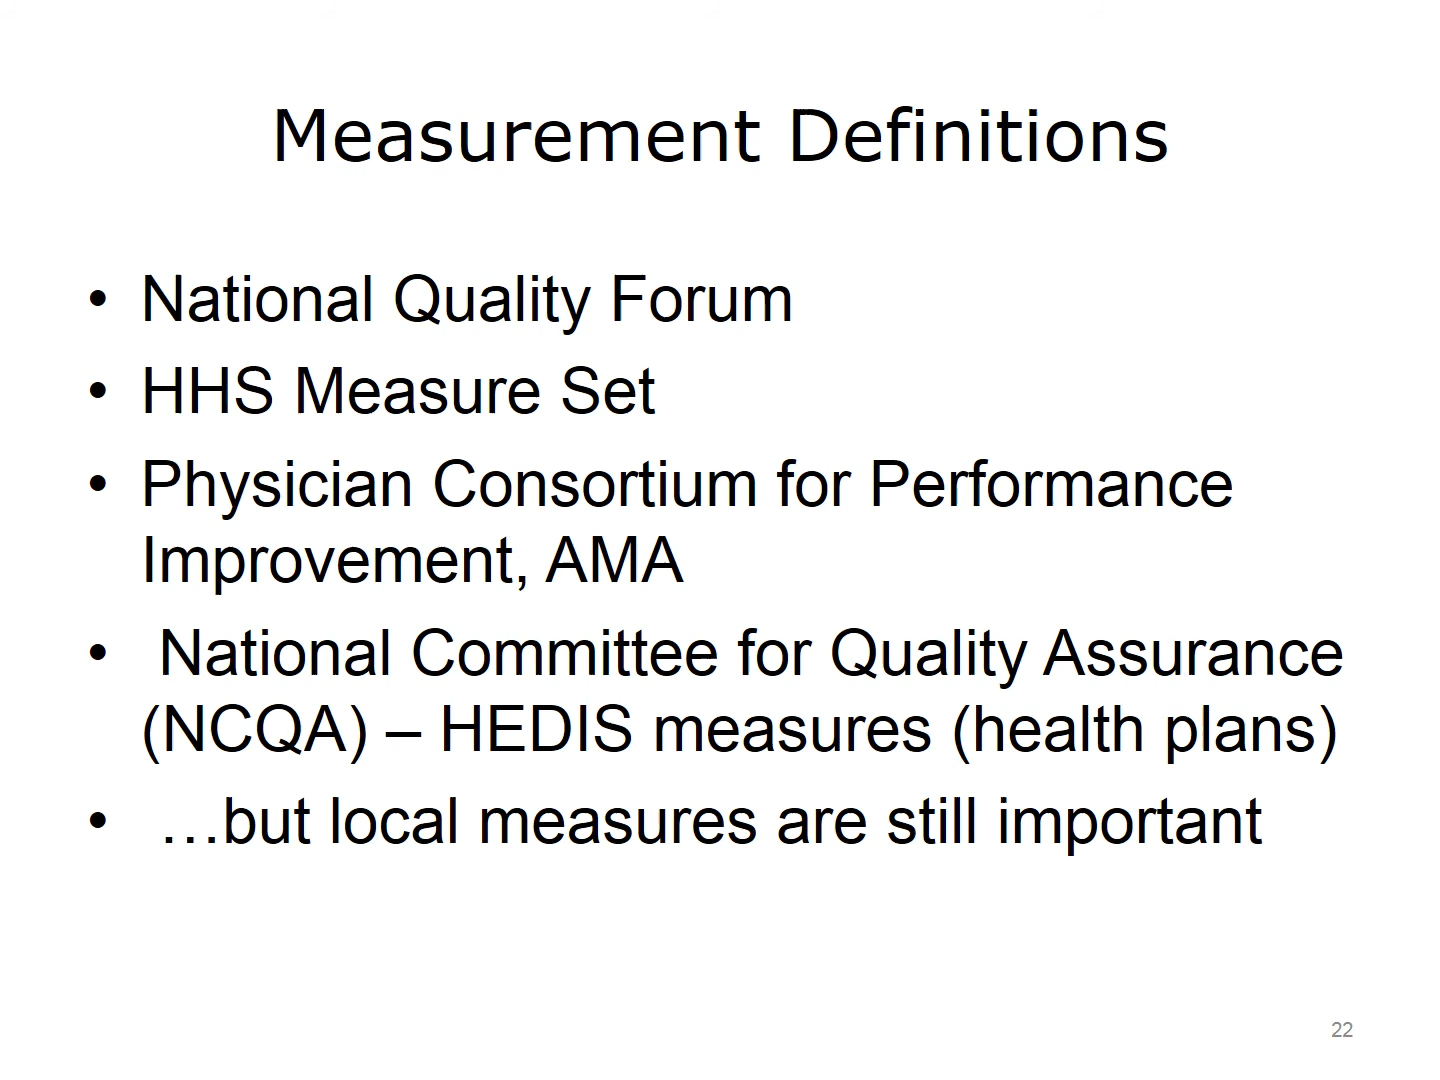 Measurement Definitions
• National Quality Forum
• HHS Measure Set
• Physician Consortium for Performance
Improvement, AMA
• National Committee for Quality Assurance
(NCQA) – HEDIS measures (health plans)
• …but local measures are still important
22